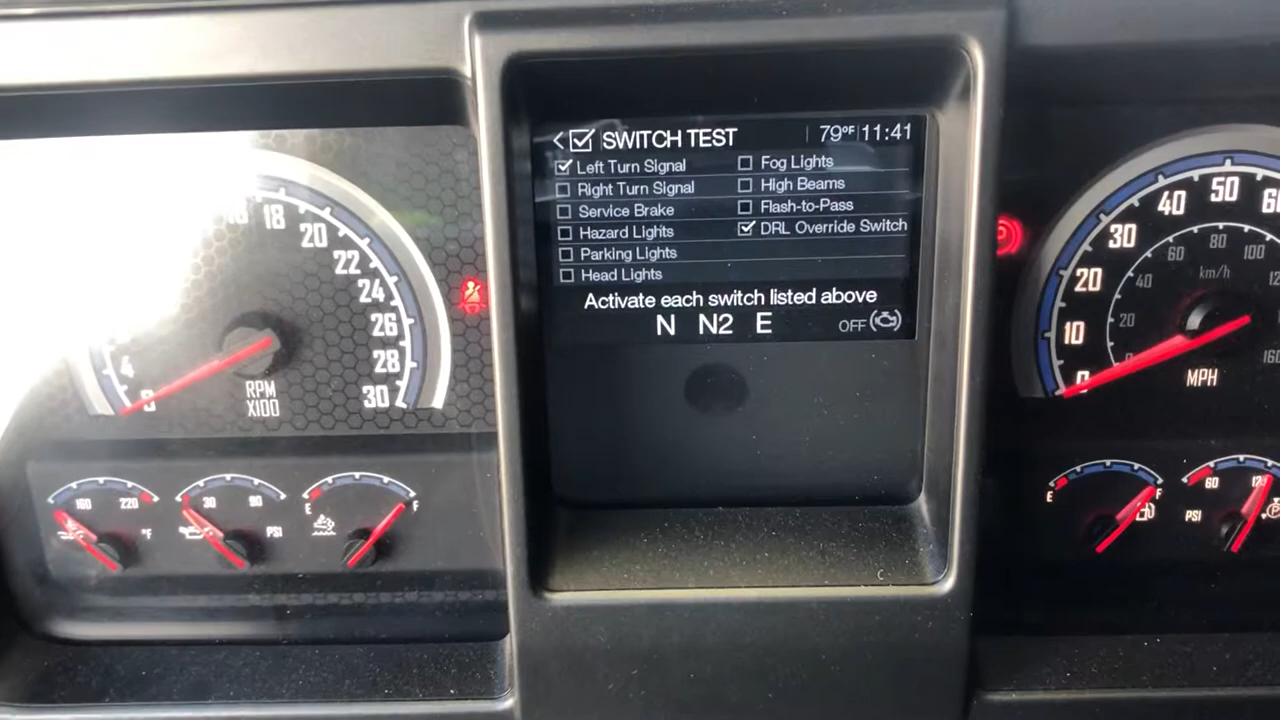 < SWITCH TEST 79°F 11:41
Left Turn Signal
Right Turn Signal
Service Brake
Hazard Lights
Parking Lights
Head Lights
Fog Lights
High Beams
Flash-to-Pass
DRL Override Switch
Activate each switch listed above
N N2 E
OFF
4
18
20
22
24
26
28
30
RPM
X100
160 220
°F
30 90
PSI
E F
0
10
20
30
40
50
20
40
60
80
100
km/h
MPH
E F
60
PSI